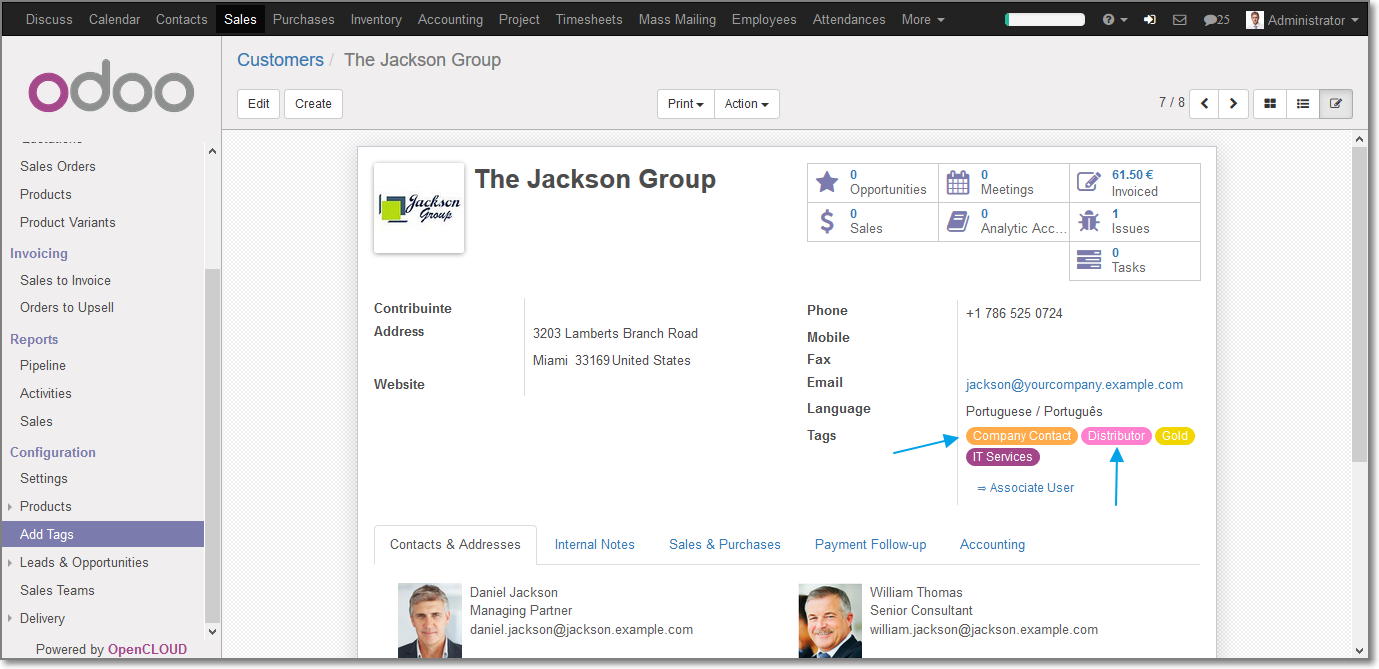 Discuss Calendar Contacts Sales Purchases Inventory Accounting Project Timesheets Mass Mailing Employees Attendances More 25 Administrator
odoo
Customers / The Jackson Group
Edit Create Print Action 7 / 8
Sales Orders
Products
Product Variants
Invoicing
Sales to Invoice
Orders to Upsell
Reports
Pipeline
Activities
Sales
Configuration
Settings
Products
Add Tags
Leads & Opportunities
Sales Teams
Delivery
Powered by OpenCLOUD
Jackson
Group
The Jackson Group
0
Opportunities
0
Meetings
61.50 €
Invoiced
0
Sales
0
Analytic Acc...
1
Issues
0
Tasks
Contribuinte
Address
3203 Lamberts Branch Road
Miami 33169 United States
Website
Phone +1 786 525 0724
Mobile
Fax
Email jackson@yourcompany.example.com
Language Portuguese / Português
Tags Company Contact Distributor Gold
IT Services
⇒ Associate User
Contacts & Addresses Internal Notes Sales & Purchases Payment Follow-up Accounting
Daniel Jackson
Managing Partner
daniel.jackson@jackson.example.com
William Thomas
Senior Consultant
william.jackson@jackson.example.com